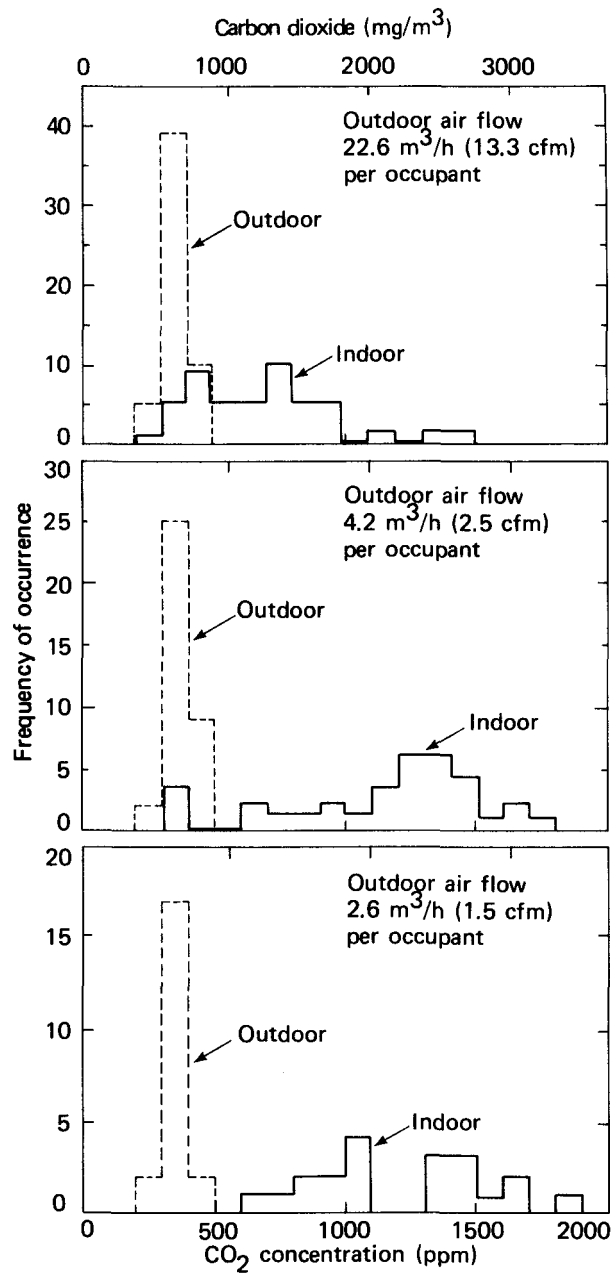 Carbon dioxide (mg/m³)
0 1000 2000 3000
40
30
20
10
0
Outdoor air flow
22.6 m³/h (13.3 cfm)
per occupant
Outdoor
Indoor
Frequency of occurrence
30
25
20
15
10
5
0
Outdoor air flow
4.2 m³/h (2.5 cfm)
per occupant
Outdoor
Indoor
20
15
10
5
0
Outdoor air flow
2.6 m³/h (1.5 cfm)
per occupant
Outdoor
Indoor
0 500 1000 1500 2000
CO₂ concentration (ppm)